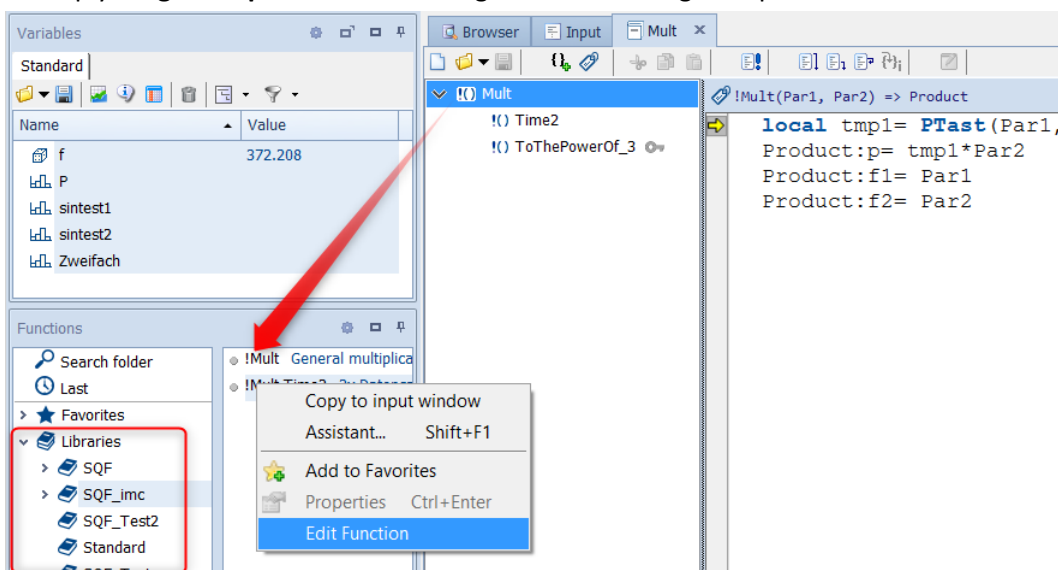 Variables
Standard
Name Value
f 372.208
P
sintest1
sintest2
Zweifach
Functions
Search folder
Last
Favorites
Libraries
SQF
SQF_imc
SQF_Test2
Standard
!Mult General multiplica
Copy to input window
Assistant... Shift+F1
Add to Favorites
Properties Ctrl+Enter
Edit Function
Browser Input Mult
!() Mult
!() Time2
!() ToThePowerOf_3
!Mult(Par1, Par2) => Product
local tmp1= PTast(Par1,
Product:p= tmp1*Par2
Product:f1= Par1
Product:f2= Par2